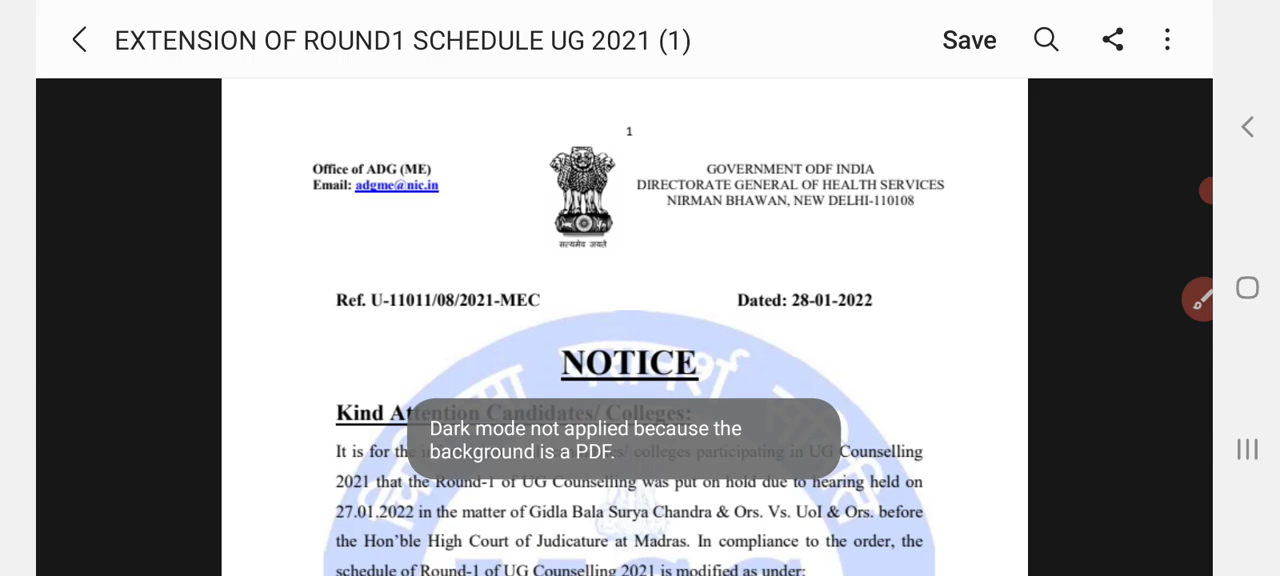 EXTENSION OF ROUND1 SCHEDULE UG 2021 (1)
Save
1
Office of ADG (ME)
Email: adgme@nic.in
सत्यमेव जयते
GOVERNMENT ODF INDIA
DIRECTORATE GENERAL OF HEALTH SERVICES
NIRMAN BHAWAN, NEW DELHI-110108
Ref. U-11011/08/2021-MEC
Dated: 28-01-2022
NOTICE
Kind Attention Candidates/ Colleges:
Dark mode not applied because the
background is a PDF.
It is for the colleges participating in UG Counselling
2021 that the Round-1 of UG Counselling was put on hold due to hearing held on
27.01.2022 in the matter of Gidla Bala Surya Chandra & Ors. Vs. UoI & Ors. before
the Hon’ble High Court of Judicature at Madras. In compliance to the order, the
schedule of Round-1 of UG Counselling 2021 is modified as under: